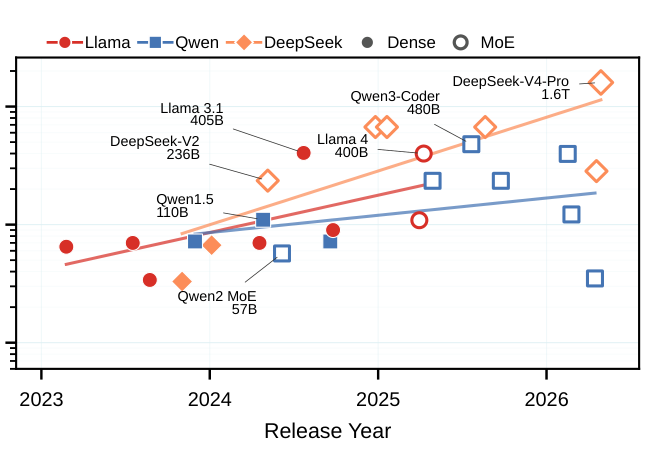 Llama Qwen DeepSeek Dense MoE
DeepSeek-V4-Pro
1.6T
Qwen3-Coder
480B
Llama 3.1
405B
Llama 4
400B
DeepSeek-V2
236B
Qwen1.5
110B
Qwen2 MoE
57B
2023 2024 2025 2026
Release Year